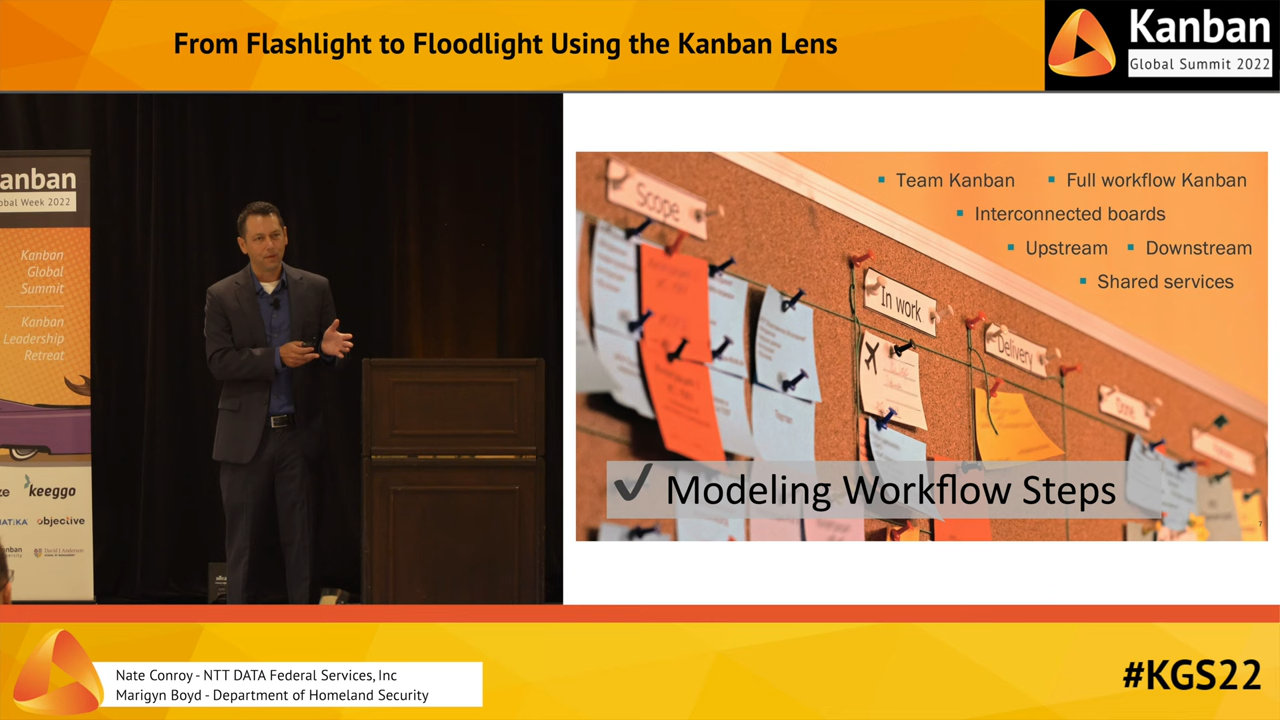 From Flashlight to Floodlight Using the Kanban Lens
Kanban
Global Summit 2022
anban
obal Week 2022
Kanban
Global
Summit
Kanban
Leadership
Retreat
ze
keeggo
objective
Team Kanban
Full workflow Kanban
Interconnected boards
Upstream
Downstream
Shared services
Scope
In work
Delivery
Done
✓ Modeling Workflow Steps
7
Nate Conroy - NTT DATA Federal Services, Inc
Marigyn Boyd - Department of Homeland Security
#KGS22